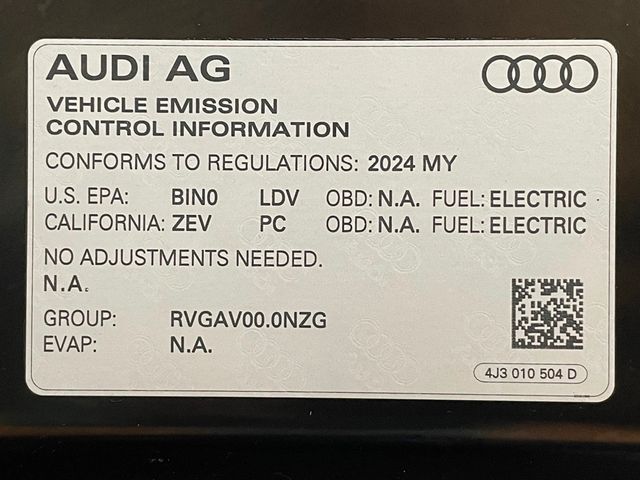 AUDI AG
VEHICLE EMISSION
CONTROL INFORMATION
CONFORMS TO REGULATIONS: 2024 MY
U.S. EPA: BIN0 LDV OBD: N.A. FUEL: ELECTRIC
CALIFORNIA: ZEV PC OBD: N.A. FUEL: ELECTRIC
NO ADJUSTMENTS NEEDED.
N.A.
GROUP: RVGAV00.0NZG
EVAP: N.A.
4J3 010 504 D